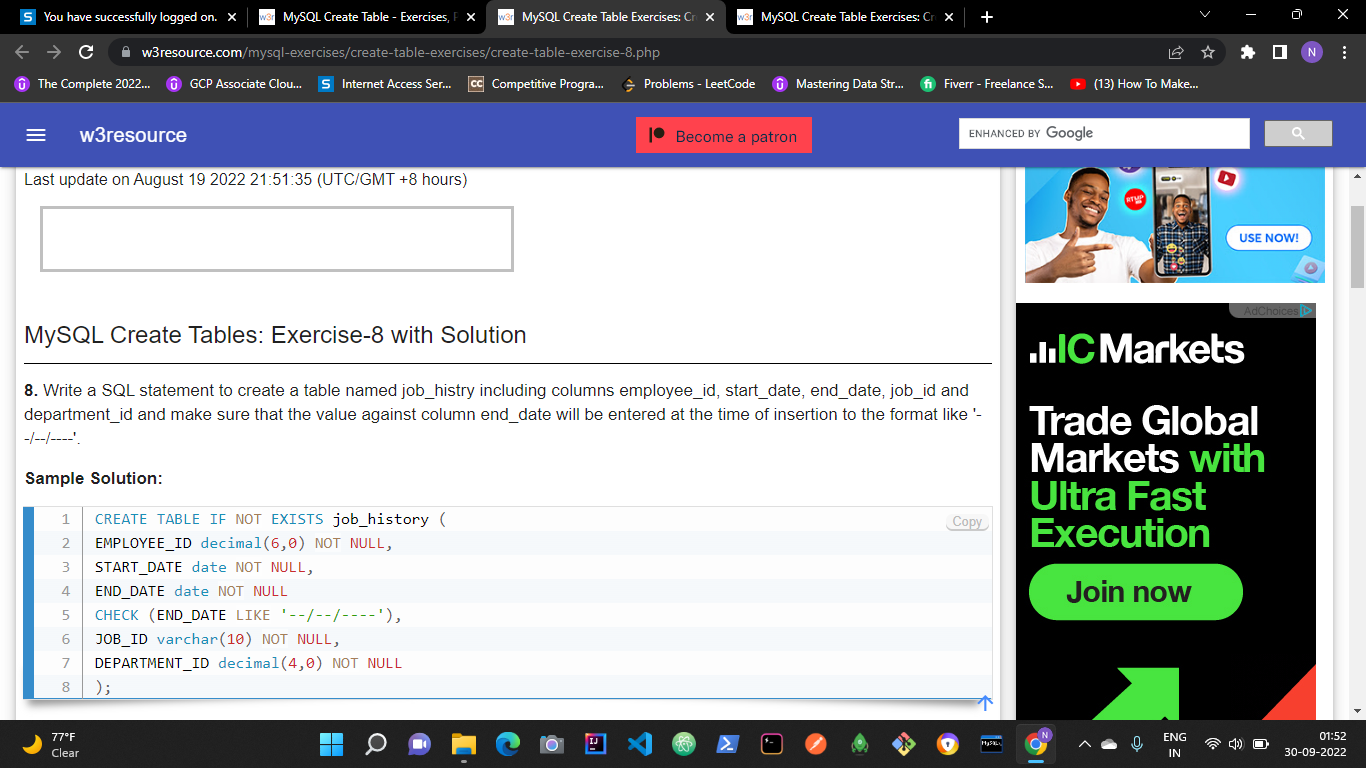 You have successfully logged on.
MySQL Create Table - Exercises,
MySQL Create Table Exercises: Cr
MySQL Create Table Exercises: Cr
w3resource.com/mysql-exercises/create-table-exercises/create-table-exercise-8.php
N
The Complete 2022...
GCP Associate Clou...
S
Internet Access Ser...
CC
Competitive Progra...
Problems - LeetCode
Mastering Data Str...
Fiverr - Freelance S...
(13) How To Make...
w3resource
Become a patron
ENHANCED BY Google
Last update on August 19 2022 21:51:35 (UTC/GMT +8 hours)
RTMP
USE NOW!
MySQL Create Tables: Exercise-8 with Solution
8. Write a SQL statement to create a table named job_histry including columns employee_id, start_date, end_date, job_id and
department_id and make sure that the value against column end_date will be entered at the time of insertion to the format like '-
-/--/----'.
Sample Solution:
1 CREATE TABLE IF NOT EXISTS job_history (
Copy
2 EMPLOYEE_ID decimal(6,0) NOT NULL,
3 START_DATE date NOT NULL,
4 END_DATE date NOT NULL
5 CHECK (END_DATE LIKE '--/--/----'),
6 JOB_ID varchar(10) NOT NULL,
7 DEPARTMENT_ID decimal(4,0) NOT NULL
8 );
AdChoices
IC Markets
Trade Global
Markets with
Ultra Fast
Execution
Join now
77°F
Clear
ENG
IN
01:52
30-09-2022